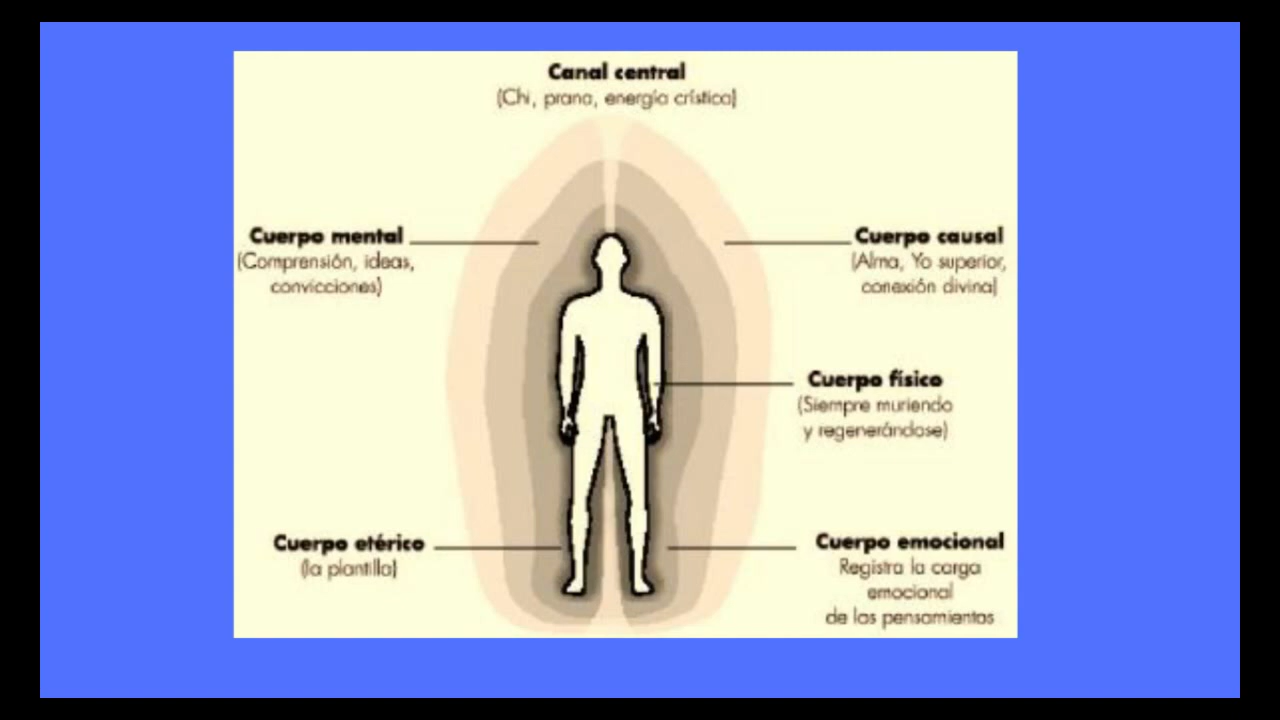 Canal central
(Chi, prana, energía crística)
Cuerpo mental
(Comprensión, ideas,
convicciones)
Cuerpo causal
(Alma, Yo superior,
conexión divina)
Cuerpo físico
(Siempre muriendo
y regenerándose)
Cuerpo etérico
(la plantilla)
Cuerpo emocional
Registra la carga
emocional
de los pensamientos